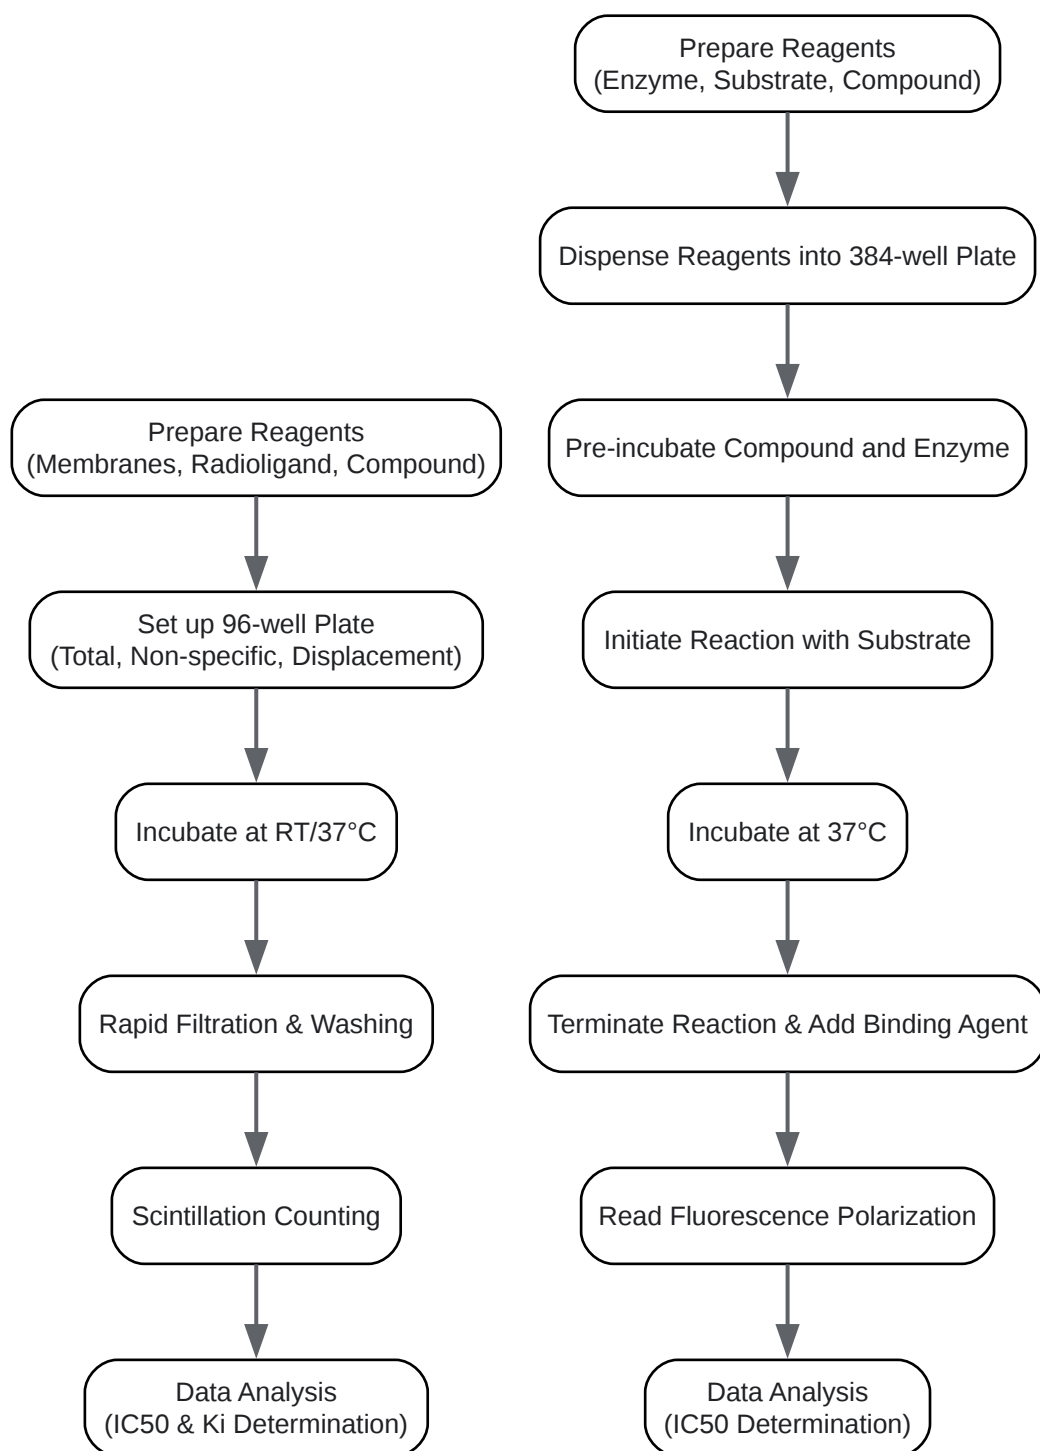 Prepare Reagents
(Membranes, Radioligand, Compound)
Set up 96-well Plate
(Total, Non-specific, Displacement)
Incubate at RT/37°C
Rapid Filtration & Washing
Scintillation Counting
Data Analysis
(IC50 & Ki Determination)
Prepare Reagents
(Enzyme, Substrate, Compound)
Dispense Reagents into 384-well Plate
Pre-incubate Compound and Enzyme
Initiate Reaction with Substrate
Incubate at 37°C
Terminate Reaction & Add Binding Agent
Read Fluorescence Polarization
Data Analysis
(IC50 Determination)